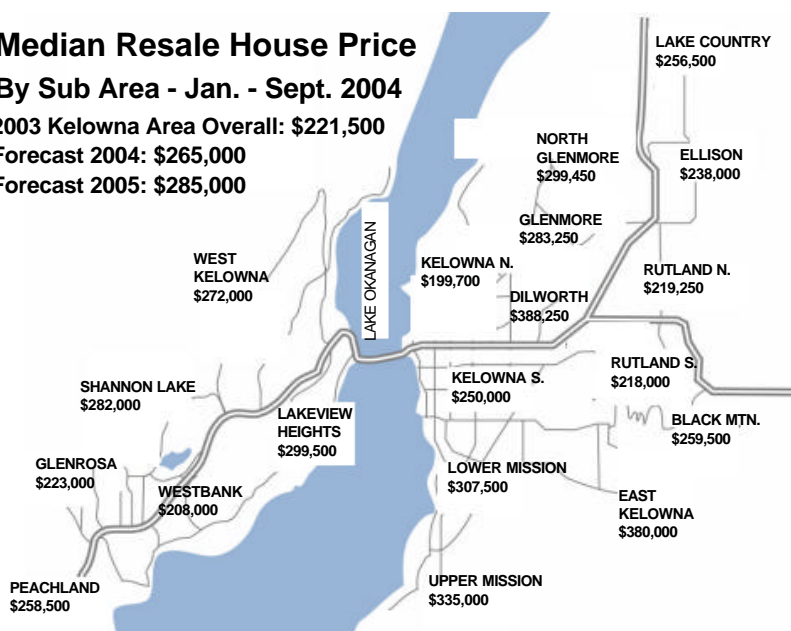 Median Resale House Price
By Sub Area - Jan. - Sept. 2004
2003 Kelowna Area Overall: $221,500
Forecast 2004: $265,000
Forecast 2005: $285,000
LAKE COUNTRY
$256,500
NORTH
GLENMORE
$299,450
ELLISON
$238,000
GLENMORE
$283,250
WEST
KELOWNA
$272,000
LAKE OKANAGAN
KELOWNA N.
$199,700
RUTLAND N.
$219,250
DILWORTH
$388,250
SHANNON LAKE
$282,000
KELOWNA S.
$250,000
RUTLAND S.
$218,000
LAKEVIEW
HEIGHTS
$299,500
BLACK MTN.
$259,500
GLENROSA
$223,000
WESTBANK
$208,000
LOWER MISSION
$307,500
EAST
KELOWNA
$380,000
PEACHLAND
$258,500
UPPER MISSION
$335,000